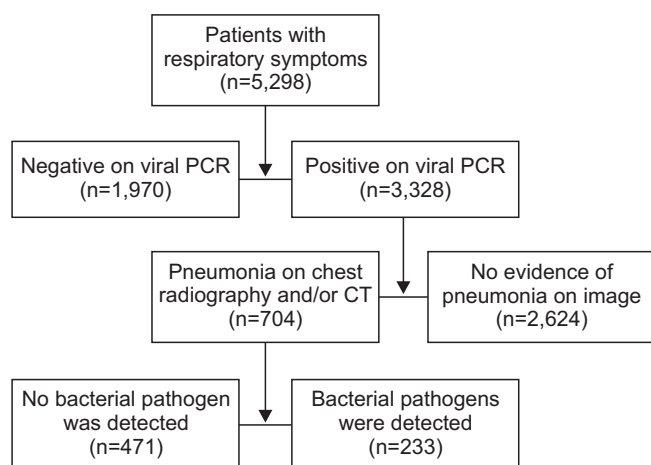 Patients with
respiratory symptoms
(n=5,298)
Negative on viral PCR
(n=1,970)
Positive on viral PCR
(n=3,328)
Pneumonia on chest
radiography and/or CT
(n=704)
No evidence of
pneumonia on image
(n=2,624)
No bacterial pathogen
was detected
(n=471)
Bacterial pathogens
were detected
(n=233)